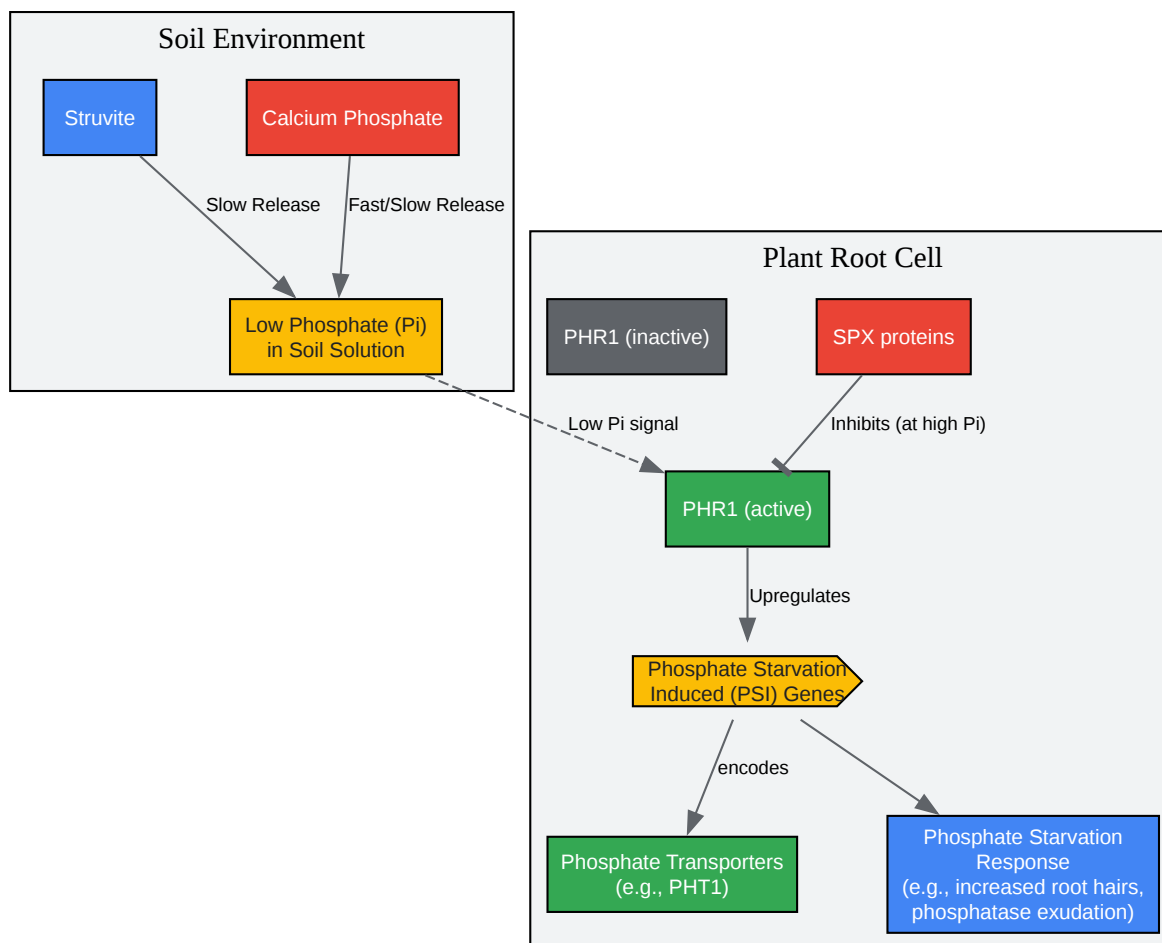 Soil Environment
Struvite
Calcium Phosphate
Slow Release
Fast/Slow Release
Low Phosphate (Pi)
in Soil Solution
Plant Root Cell
PHR1 (inactive)
SPX proteins
Low Pi signal
Inhibits (at high Pi)
PHR1 (active)
Upregulates
Phosphate Starvation
Induced (PSI) Genes
encodes
Phosphate Transporters
(e.g., PHT1)
Phosphate Starvation
Response
(e.g., increased root hairs,
phosphatase exudation)